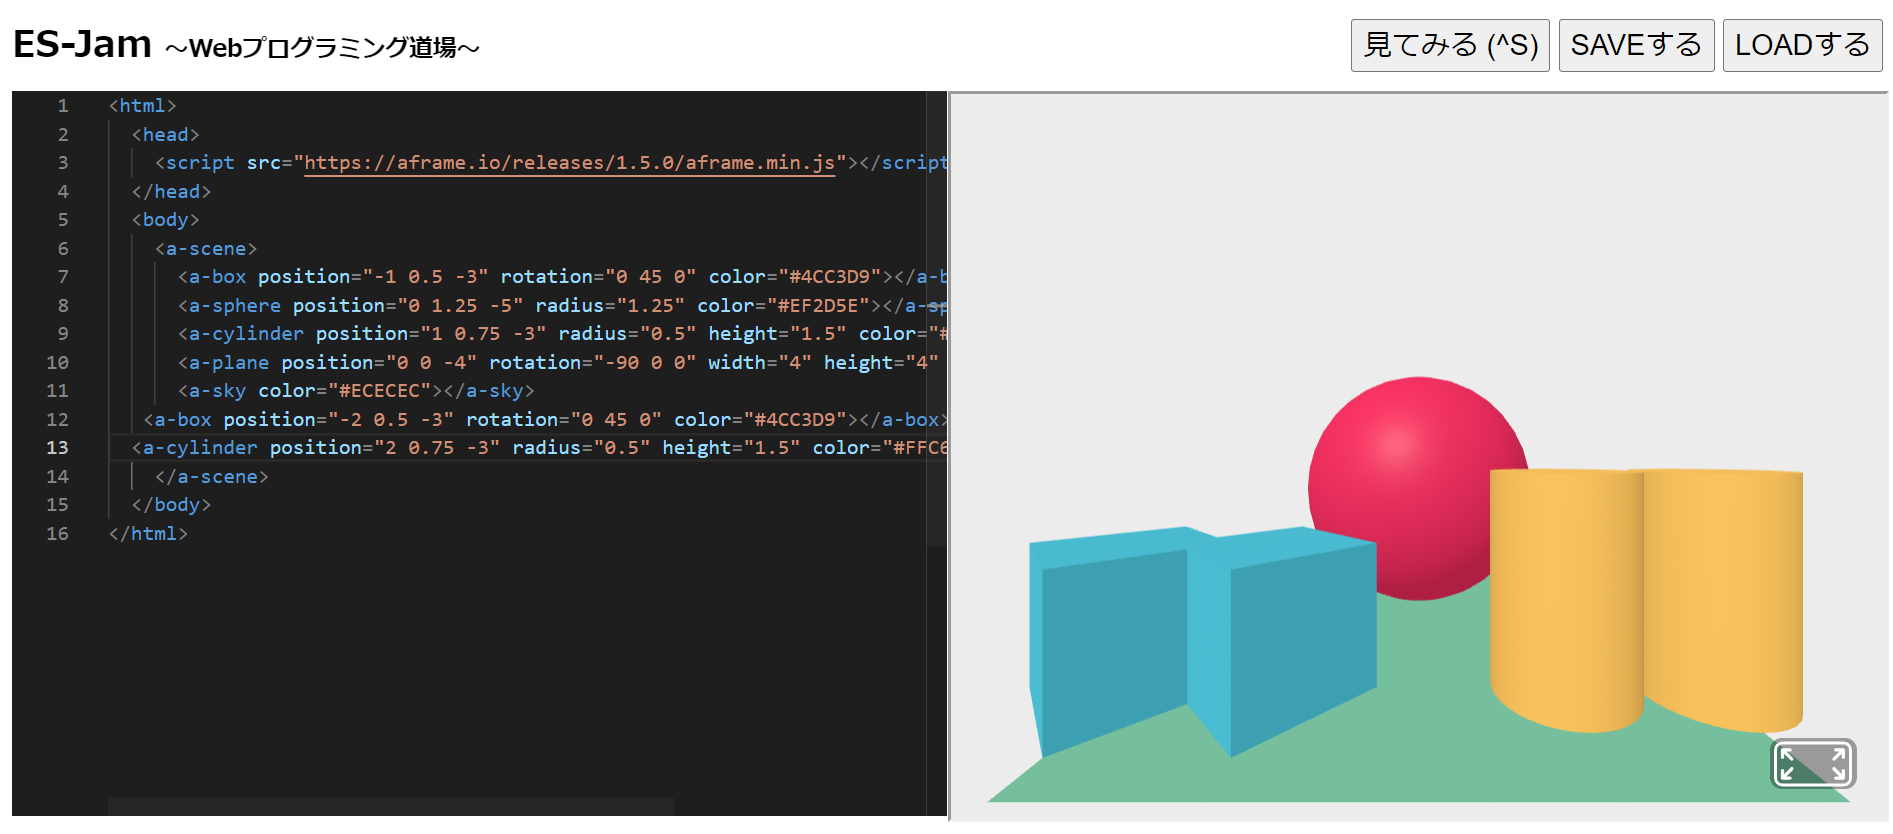 ES-Jam ～Webプログラミング道場～
見てみる (^S) SAVEする LOADする
1 <html>
2 <head>
3 <script src="https://aframe.io/releases/1.5.0/aframe.min.js"></script
4 </head>
5 <body>
6 <a-scene>
7 <a-box position="-1 0.5 -3" rotation="0 45 0" color="#4CC3D9"></a-b
8 <a-sphere position="0 1.25 -5" radius="1.25" color="#EF2D5E"></a-sp
9 <a-cylinder position="1 0.75 -3" radius="0.5" height="1.5" color="#
10 <a-plane position="0 0 -4" rotation="-90 0 0" width="4" height="4"
11 <a-sky color="#ECECEC"></a-sky>
12 <a-box position="-2 0.5 -3" rotation="0 45 0" color="#4CC3D9"></a-box>
13 <a-cylinder position="2 0.75 -3" radius="0.5" height="1.5" color="#FFC6
14 </a-scene>
15 </body>
16 </html>